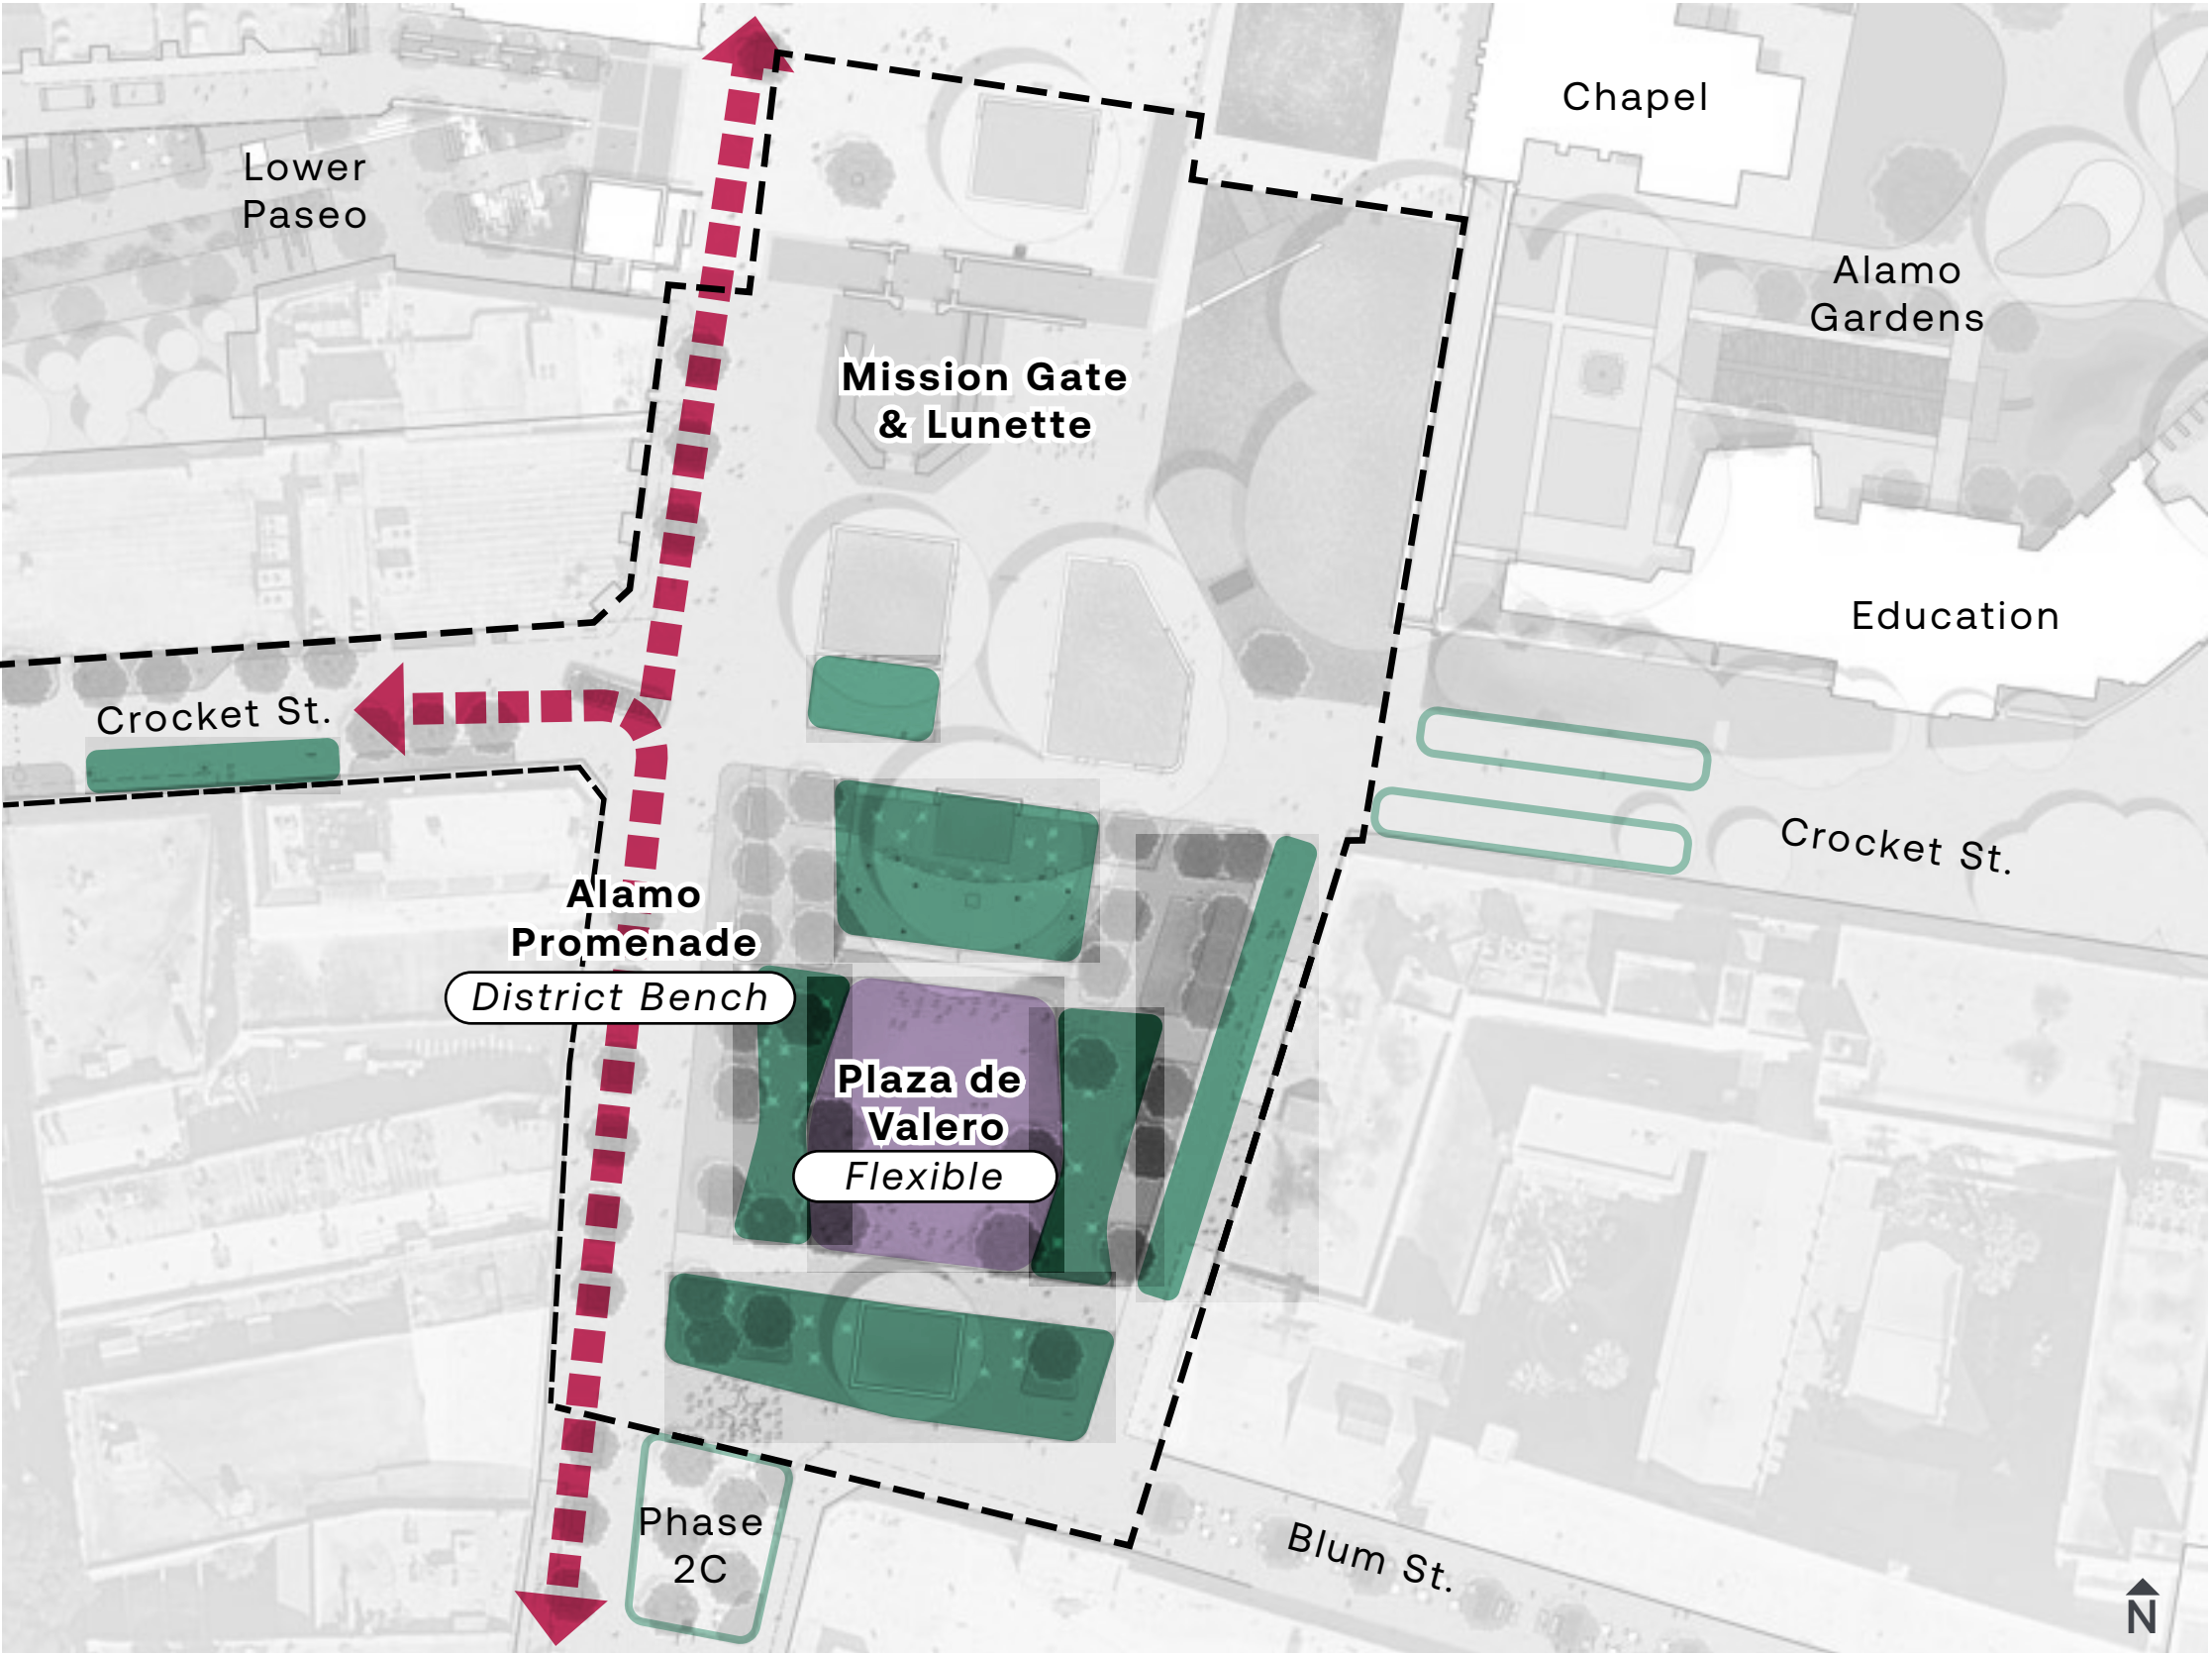 Chapel
Lower
Paseo
Alamo
Gardens
Mission Gate
& Lunette
Education
Crocket St.
Crocket St.
Alamo
Promenade
District Bench
Plaza de
Valero
Flexible
Phase
2C
Blum St.
N